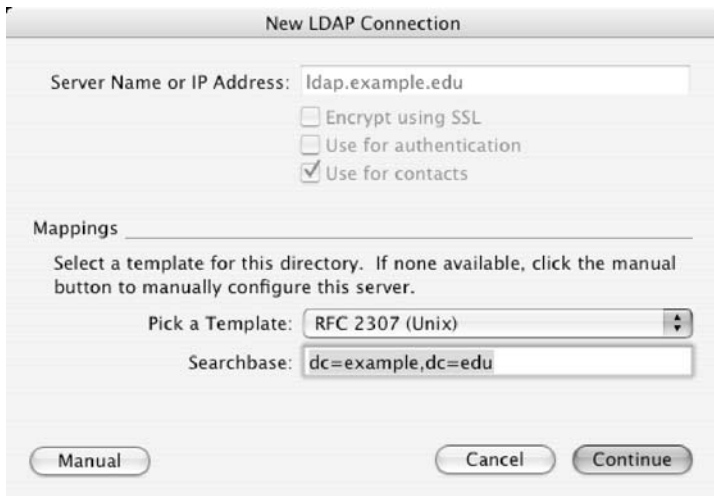 New LDAP Connection
Server Name or IP Address: ldap.example.edu
Encrypt using SSL
Use for authentication
Use for contacts
Mappings
Select a template for this directory. If none available, click the manual
button to manually configure this server.
Pick a Template: RFC 2307 (Unix)
Searchbase: dc=example,dc=edu
Manual Cancel Continue